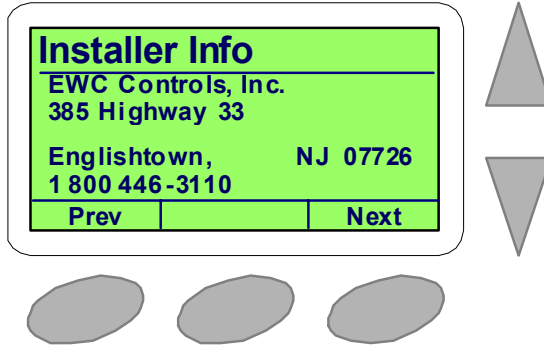 Installer Info
EWC Controls, Inc.
385 Highway 33
Englishtown, NJ 07726
1 800 446-3110
Prev Next